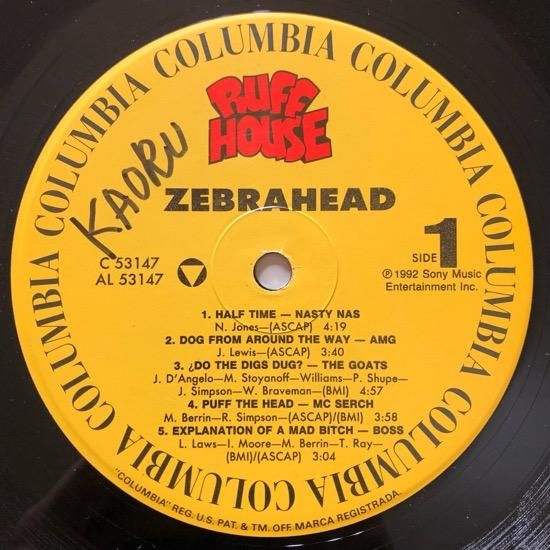 COLUMBIA COLUMBIA COLUMBIA COLUMBIA COLUMBIA COLUMBIA COLUMBIA COLUMBIA
RUFF
HOUSE
KAORU
ZEBRAHEAD
C 53147
AL 53147
SIDE 1
℗1992 Sony Music
Entertainment Inc.
1. HALF TIME — NASTY NAS
N. Jones—(ASCAP) 4:19
2. DOG FROM AROUND THE WAY — AMG
J. Lewis—(ASCAP) 3:40
3. ¿DO THE DIGS DUG? — THE GOATS
J. D'Angelo—M. Stoyanoff—Williams—P. Shupe—
J. Simpson—W. Braveman—(BMI) 4:57
4. PUFF THE HEAD — MC SERCH
M. Berrin—R. Simpson—(ASCAP)/(BMI) 3:58
5. EXPLANATION OF A MAD BITCH — BOSS
L. Laws—I. Moore—M. Berrin—T. Ray—
(BMI)/(ASCAP) 3:04
"COLUMBIA" REG. U.S. PAT. & TM. OFF. MARCA REGISTRADA.